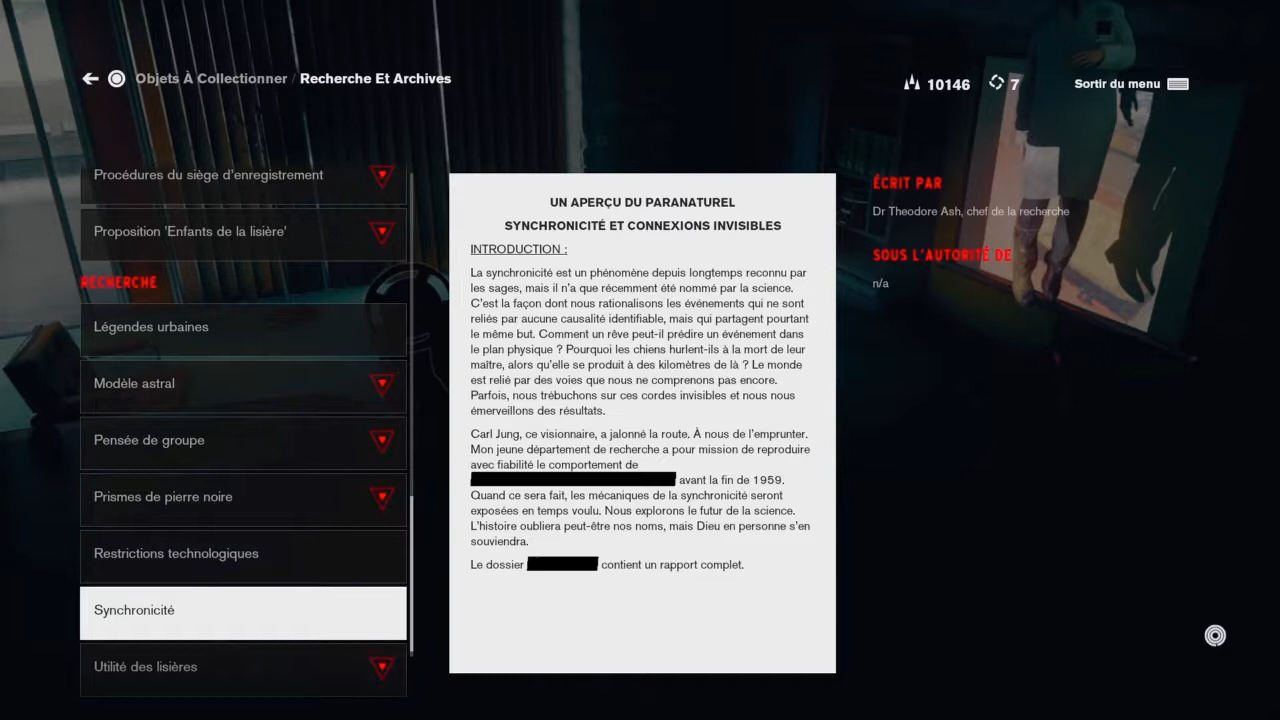 Objets À Collectionner / Recherche Et Archives
10146
7
Sortir du menu
Procédures du siège d'enregistrement
Proposition 'Enfants de la lisière'
RECHERCHE
Légendes urbaines
Modèle astral
Pensée de groupe
Prismes de pierre noire
Restrictions technologiques
Synchronicité
Utilité des lisières
UN APERÇU DU PARANATUREL
SYNCHRONICITÉ ET CONNEXIONS INVISIBLES
INTRODUCTION :
La synchronicité est un phénomène depuis longtemps reconnu par
les sages, mais il n'a que récemment été nommé par la science.
C'est la façon dont nous rationalisons les événements qui ne sont
reliés par aucune causalité identifiable, mais qui partagent pourtant
le même but. Comment un rêve peut-il prédire un événement dans
le plan physique ? Pourquoi les chiens hurlent-ils à la mort de leur
maître, alors qu'elle se produit à des kilomètres de là ? Le monde
est relié par des voies que nous ne comprenons pas encore.
Parfois, nous trébuchons sur ces cordes invisibles et nous nous
émerveillons des résultats.
Carl Jung, ce visionnaire, a jalonné la route. À nous de l'emprunter.
Mon jeune département de recherche a pour mission de reproduire
avec fiabilité le comportement de
avant la fin de 1959.
Quand ce sera fait, les mécaniques de la synchronicité seront
exposées en temps voulu. Nous explorons le futur de la science.
L'histoire oubliera peut-être nos noms, mais Dieu en personne s'en
souviendra.
Le dossier contient un rapport complet.
ÉCRIT PAR
Dr Theodore Ash, chef de la recherche
SOUS L'AUTORITÉ DE
n/a